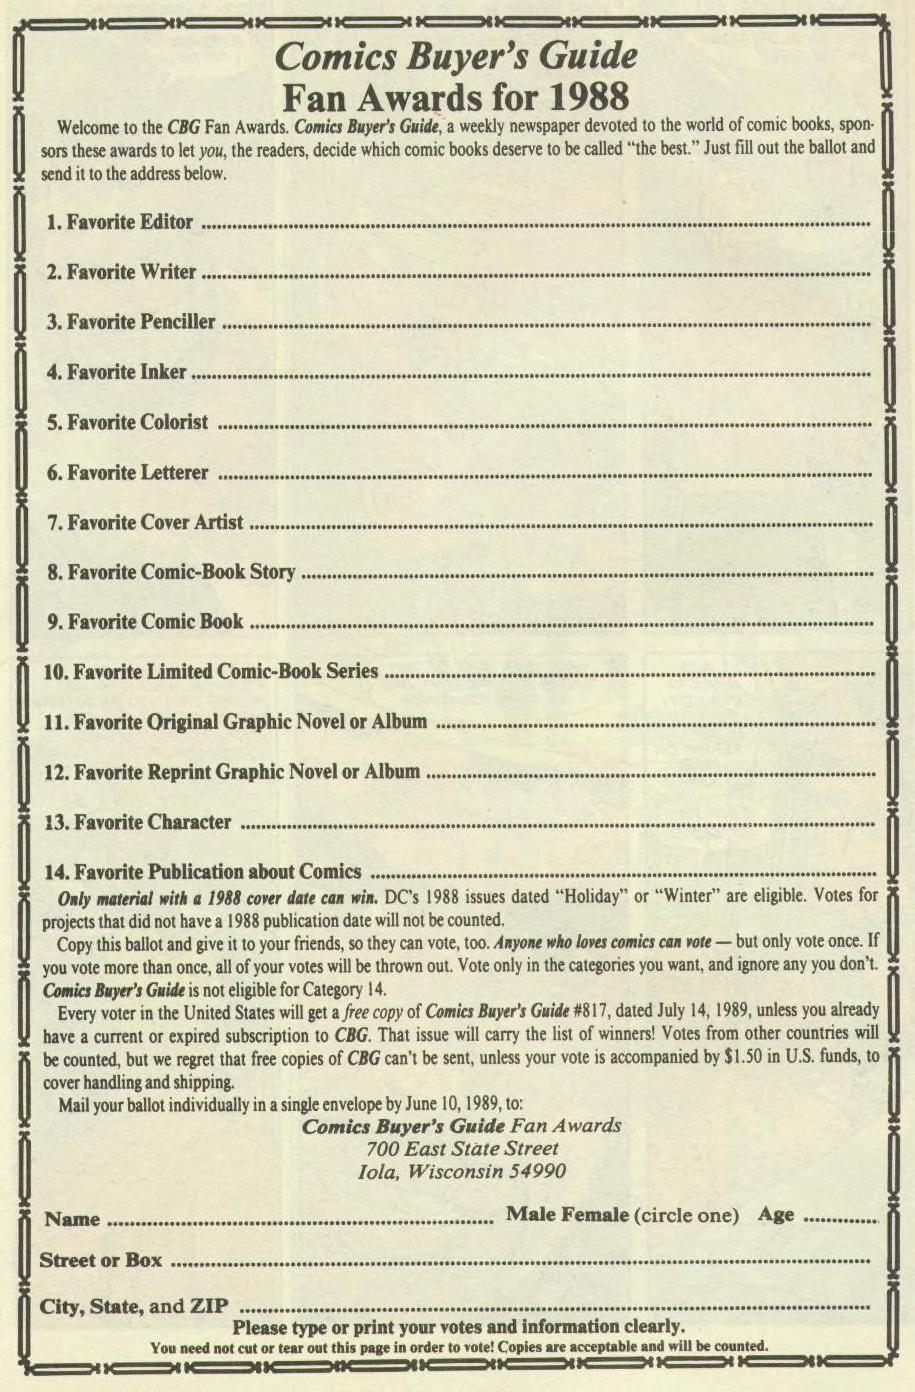 Comics Buyer's Guide
Fan Awards for 1988
Welcome to the CBG Fan Awards. Comics Buyer's Guide, a weekly newspaper devoted to the world of comic books, spon-
sors these awards to let you, the readers, decide which comic books deserve to be called "the best." Just fill out the ballot and
send it to the address below.
1. Favorite Editor
2. Favorite Writer
3. Favorite Penciller
4. Favorite Inker
5. Favorite Colorist
6. Favorite Letterer
7. Favorite Cover Artist
8. Favorite Comic-Book Story
9. Favorite Comic Book
10. Favorite Limited Comic-Book Series
11. Favorite Original Graphic Novel or Album
12. Favorite Reprint Graphic Novel or Album
13. Favorite Character
14. Favorite Publication about Comics
Only material with a 1988 cover date can win. DC's 1988 issues dated "Holiday" or "Winter" are eligible. Votes for
projects that did not have a 1988 publication date will not be counted.
Copy this ballot and give it to your friends, so they can vote, too. Anyone who loves comics can vote — but only vote once. If
you vote more than once, all of your votes will be thrown out. Vote only in the categories you want, and ignore any you don't.
Comics Buyer's Guide is not eligible for Category 14.
Every voter in the United States will get a free copy of Comics Buyer's Guide #817, dated July 14, 1989, unless you already
have a current or expired subscription to CBG. That issue will carry the list of winners! Votes from other countries will
be counted, but we regret that free copies of CBG can't be sent, unless your vote is accompanied by $1.50 in U.S. funds, to
cover handling and shipping.
Mail your ballot individually in a single envelope by June 10, 1989, to:
Comics Buyer's Guide Fan Awards
700 East State Street
Iola, Wisconsin 54990
Name Male Female (circle one) Age
Street or Box
City, State, and ZIP
Please type or print your votes and information clearly.
You need not cut or tear out this page in order to vote! Copies are acceptable and will be counted.